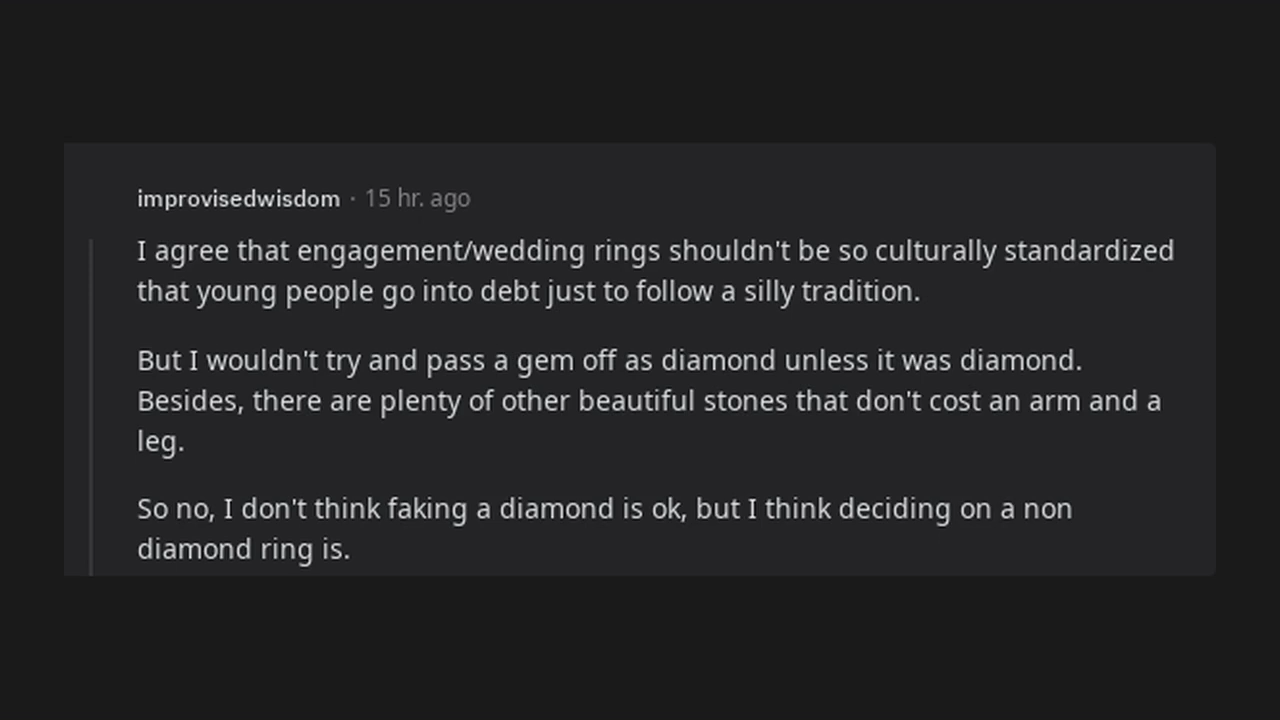 improvisedwisdom · 15 hr. ago
I agree that engagement/wedding rings shouldn't be so culturally standardized
that young people go into debt just to follow a silly tradition.
But I wouldn't try and pass a gem off as diamond unless it was diamond.
Besides, there are plenty of other beautiful stones that don't cost an arm and a
leg.
So no, I don't think faking a diamond is ok, but I think deciding on a non
diamond ring is.